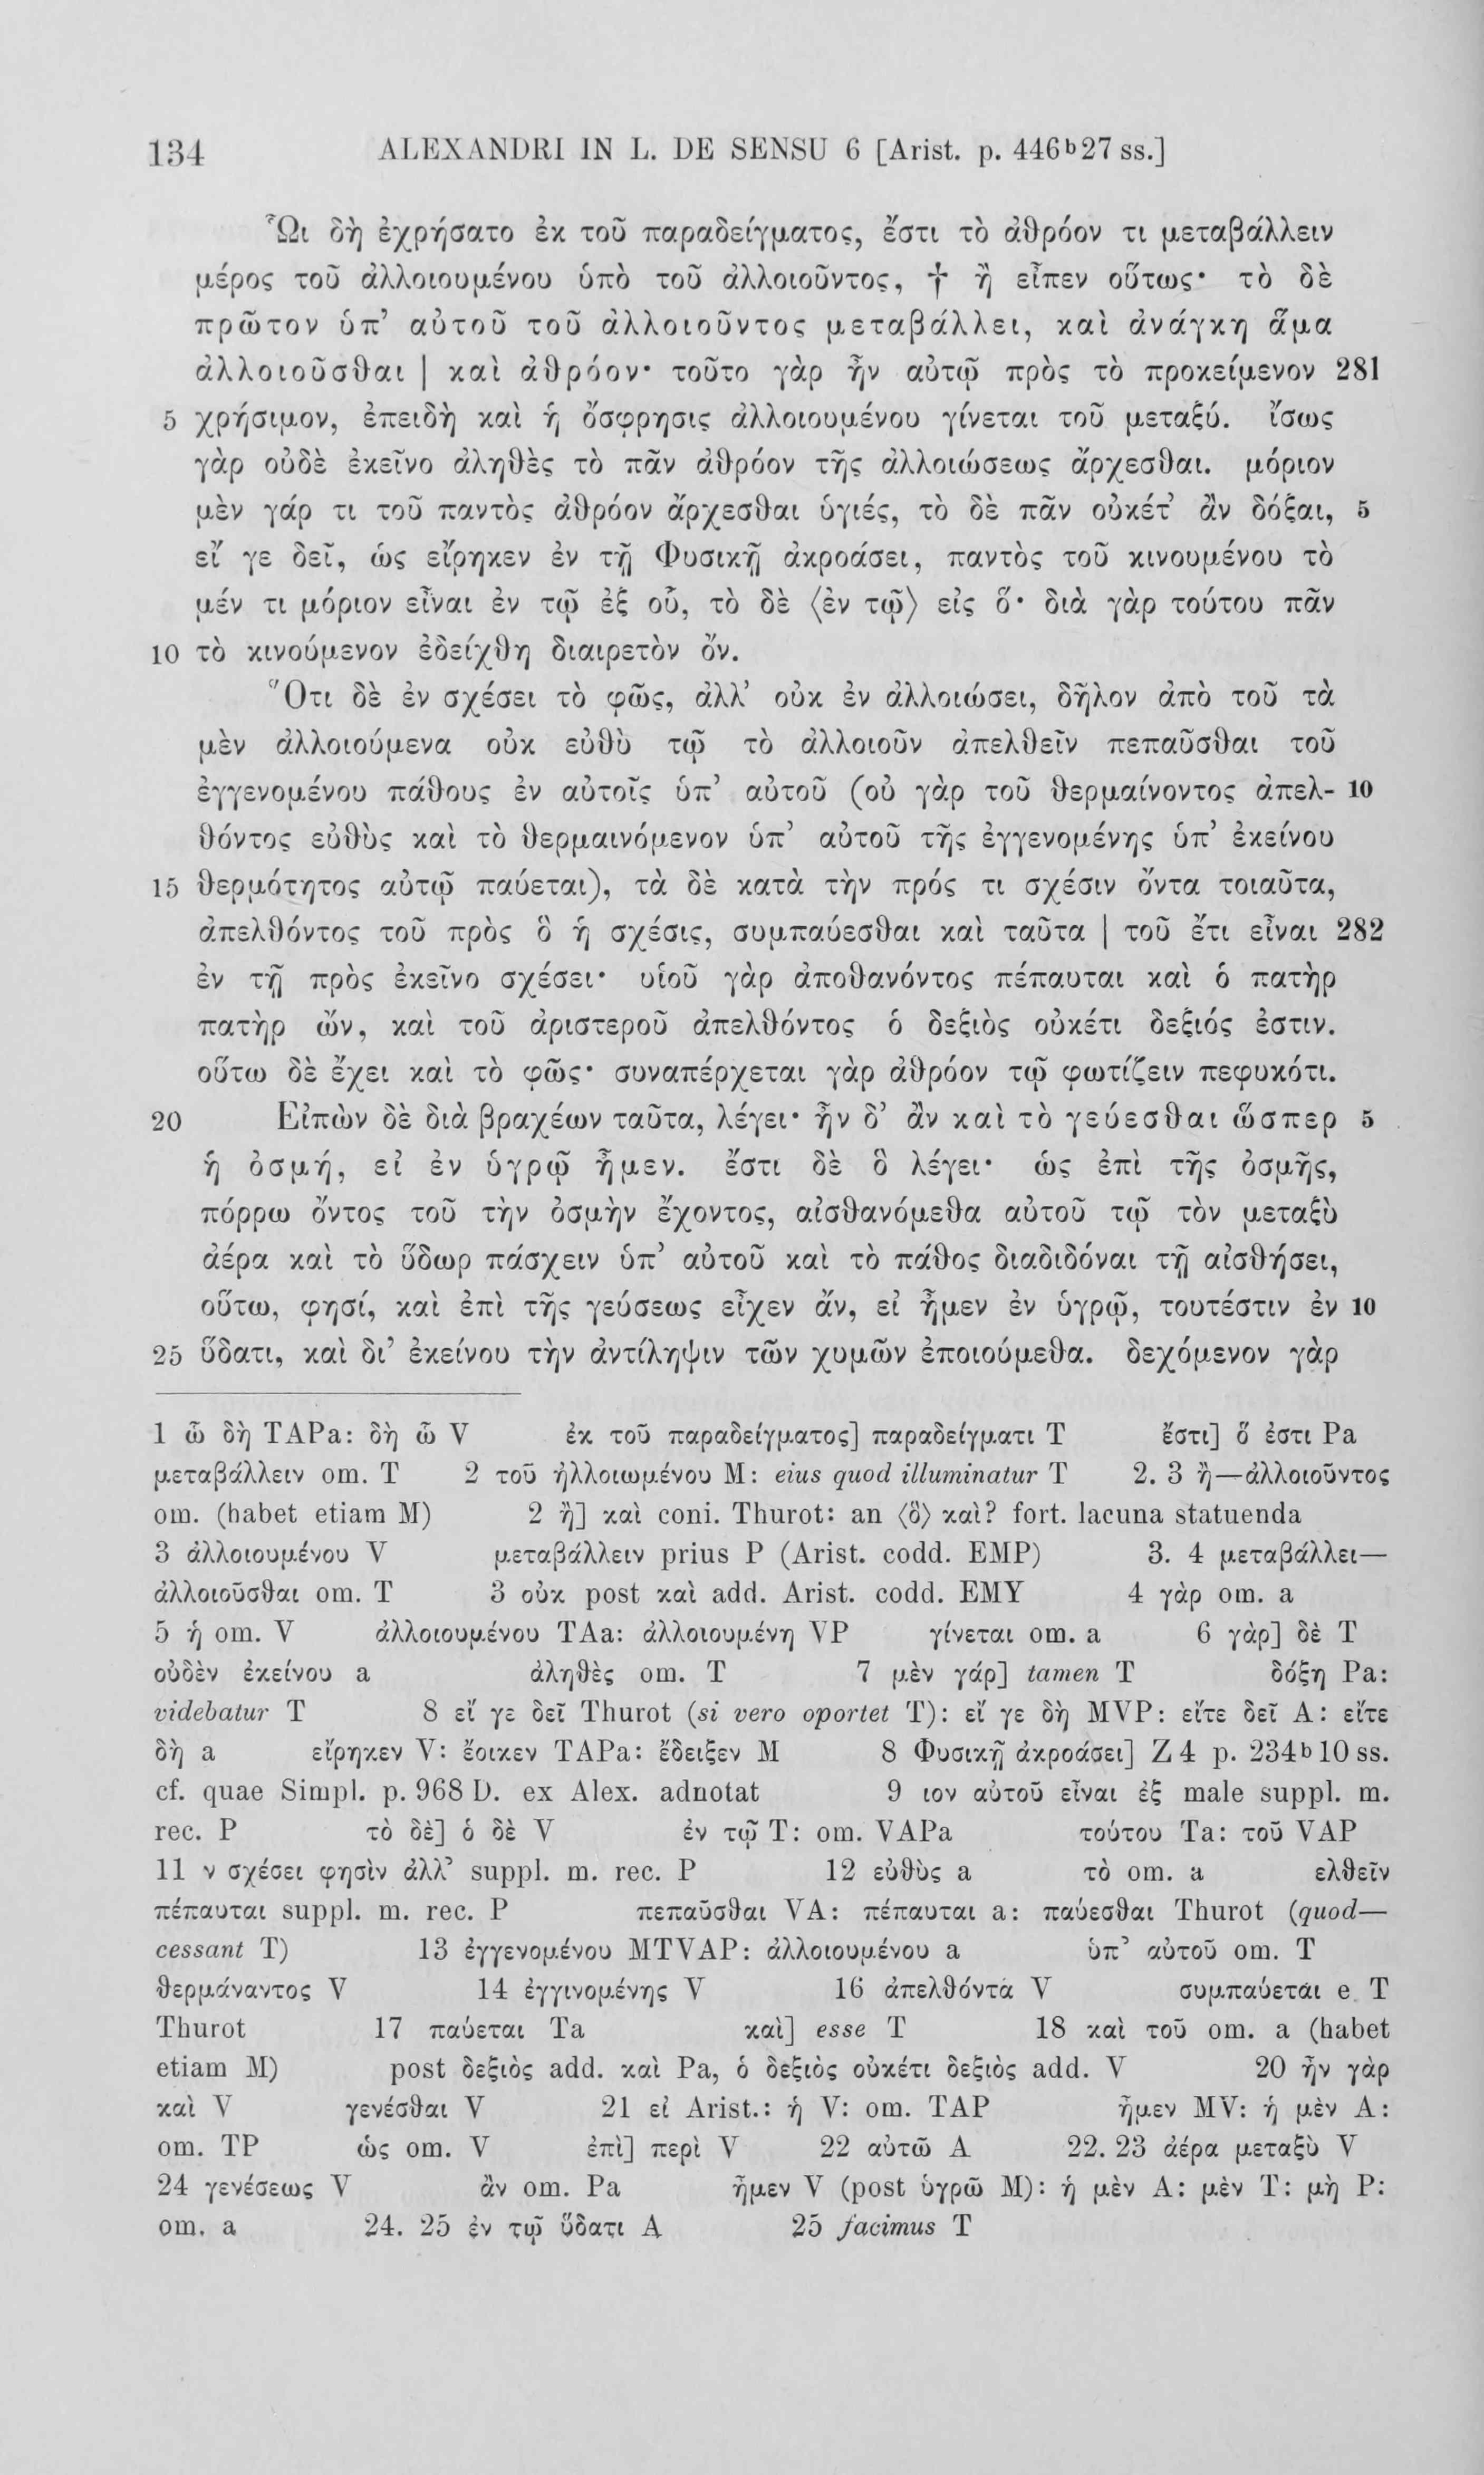 134 ALEXANDRI IN L. DE SENSU 6 [Arist. p. 446ᵇ27 ss.]
Ὧι δὴ ἐχρήσατο ἐκ τοῦ παραδείγματος, ἔστι τὸ ἀθρόον τι μεταβάλλειν
μέρος τοῦ ἀλλοιουμένου ὑπὸ τοῦ ἀλλοιοῦντος, † ἢ εἶπεν οὕτως· τὸ δὲ
πρῶτον ὑπ’ αὐτοῦ τοῦ ἀλλοιοῦντος μεταβάλλει, καὶ ἀνάγκη ἅμα
ἀλλοιοῦσθαι | καὶ ἀθρόον· τοῦτο γὰρ ἦν αὐτῷ πρὸς τὸ προκείμενον 281
5 χρήσιμον, ἐπειδὴ καὶ ἡ ὄσφρησις ἀλλοιουμένου γίνεται τοῦ μεταξύ. ἴσως
γὰρ οὐδὲ ἐκεῖνο ἀληθὲς τὸ πᾶν ἀθρόον τῆς ἀλλοιώσεως ἄρχεσθαι. μόριον
μὲν γάρ τι τοῦ παντὸς ἀθρόον ἄρχεσθαι ὑγιές, τὸ δὲ πᾶν οὐκέτ’ ἂν δόξαι, 5
εἴ γε δεῖ, ὡς εἴρηκεν ἐν τῇ Φυσικῇ ἀκροάσει, παντὸς τοῦ κινουμένου τὸ
μέν τι μόριον εἶναι ἐν τῷ ἐξ οὗ, τὸ δὲ ⟨ἐν τῷ⟩ εἰς ὅ· διὰ γὰρ τούτου πᾶν
10 τὸ κινούμενον ἐδείχθη διαιρετὸν ὄν.
Ὅτι δὲ ἐν σχέσει τὸ φῶς, ἀλλ’ οὐκ ἐν ἀλλοιώσει, δῆλον ἀπὸ τοῦ τὰ
μὲν ἀλλοιούμενα οὐκ εὐθὺ τῷ τὸ ἀλλοιοῦν ἀπελθεῖν πεπαῦσθαι τοῦ
ἐγγενομένου πάθους ἐν αὐτοῖς ὑπ’ αὐτοῦ (οὐ γὰρ τοῦ θερμαίνοντος ἀπελ- 10
θόντος εὐθὺς καὶ τὸ θερμαινόμενον ὑπ’ αὐτοῦ τῆς ἐγγενομένης ὑπ’ ἐκείνου
15 θερμότητος αὐτῷ παύεται), τὰ δὲ κατὰ τὴν πρός τι σχέσιν ὄντα τοιαῦτα,
ἀπελθόντος τοῦ πρὸς ὃ ἡ σχέσις, συμπαύεσθαι καὶ ταῦτα | τοῦ ἔτι εἶναι 282
ἐν τῇ πρὸς ἐκεῖνο σχέσει· υἱοῦ γὰρ ἀποθανόντος πέπαυται καὶ ὁ πατὴρ
πατὴρ ὤν, καὶ τοῦ ἀριστεροῦ ἀπελθόντος ὁ δεξιὸς οὐκέτι δεξιός ἐστιν.
οὕτω δὲ ἔχει καὶ τὸ φῶς· συναπέρχεται γὰρ ἀθρόον τῷ φωτίζειν πεφυκότι.
20 Εἰπὼν δὲ διὰ βραχέων ταῦτα, λέγει· ἦν δ’ ἂν καὶ τὸ γεύεσθαι ὥσπερ 5
ἡ ὀσμή, εἰ ἐν ὑγρῷ ἦμεν. ἔστι δὲ ὃ λέγει· ὡς ἐπὶ τῆς ὀσμῆς,
πόρρω ὄντος τοῦ τὴν ὀσμὴν ἔχοντος, αἰσθανόμεθα αὐτοῦ τῷ τὸν μεταξὺ
ἀέρα καὶ τὸ ὕδωρ πάσχειν ὑπ’ αὐτοῦ καὶ τὸ πάθος διαδιδόναι τῇ αἰσθήσει,
οὕτω, φησί, καὶ ἐπὶ τῆς γεύσεως εἶχεν ἄν, εἰ ἦμεν ἐν ὑγρῷ, τουτέστιν ἐν 10
25 ὕδατι, καὶ δι’ ἐκείνου τὴν ἀντίληψιν τῶν χυμῶν ἐποιούμεθα. δεχόμενον γὰρ
1 ὧ δὴ TAPa: δὴ ὧ V ἐκ τοῦ παραδείγματος] παραδείγματι T ἔστι] ὅ ἐστι Pa
μεταβάλλειν om. T 2 τοῦ ἠλλοιωμένου M: eius quod illuminatur T 2. 3 ἢ—ἀλλοιοῦντος
om. (habet etiam M) 2 ἢ] καὶ coni. Thurot: an ⟨ὃ⟩ καὶ? fort. lacuna statuenda
3 ἀλλοιουμένου V μεταβάλλειν prius P (Arist. codd. EMP) 3. 4 μεταβάλλει—
ἀλλοιοῦσθαι om. T 3 οὐκ post καὶ add. Arist. codd. EMY 4 γὰρ om. a
5 ἡ om. V ἀλλοιουμένου TAa: ἀλλοιουμένη VP γίνεται om. a 6 γὰρ] δὲ T
οὐδὲν ἐκείνου a ἀληθὲς om. T 7 μὲν γάρ] tamen T δόξη Pa:
videbatur T 8 εἴ γε δεῖ Thurot (si vero oportet T): εἴ γε δὴ MVP: εἴτε δεῖ A: εἴτε
δὴ a εἴρηκεν V: ἔοικεν TAPa: ἔδειξεν M 8 Φυσικῇ ἀκροάσει] Z 4 p. 234ᵇ10 ss.
cf. quae Simpl. p. 968 D. ex Alex. adnotat 9 ιον αὐτοῦ εἶναι ἐξ male suppl. m.
rec. P τὸ δὲ] ὁ δὲ V ἐν τῷ T: om. VAPa τούτου Ta: τοῦ VAP
11 ν σχέσει φησὶν ἀλλ’ suppl. m. rec. P 12 εὐθὺς a τὸ om. a ελθεῖν
πέπαυται suppl. m. rec. P πεπαῦσθαι VA: πέπαυται a: παύεσθαι Thurot (quod—
cessant T) 13 ἐγγενομένου MTVAP: ἀλλοιουμένου a ὑπ’ αὐτοῦ om. T
θερμάναντος V 14 ἐγγινομένης V 16 ἀπελθόντα V συμπαύεται e T
Thurot 17 παύεται Ta καὶ] esse T 18 καὶ τοῦ om. a (habet
etiam M) post δεξιὸς add. καὶ Pa, ὁ δεξιὸς οὐκέτι δεξιὸς add. V 20 ἦν γὰρ
καὶ V γενέσθαι V 21 εἰ Arist.: ἡ V: om. TAP ἦμεν MV: ἡ μὲν A:
om. TP ὡς om. V ἐπὶ] περὶ V 22 αὐτῶ A 22. 23 ἀέρα μεταξὺ V
24 γενέσεως V ἂν om. Pa ἦμεν V (post ὑγρῶ M): ἡ μὲν A: μὲν T: μὴ P:
om. a 24. 25 ἐν τῷ ὕδατι A 25 facimus T